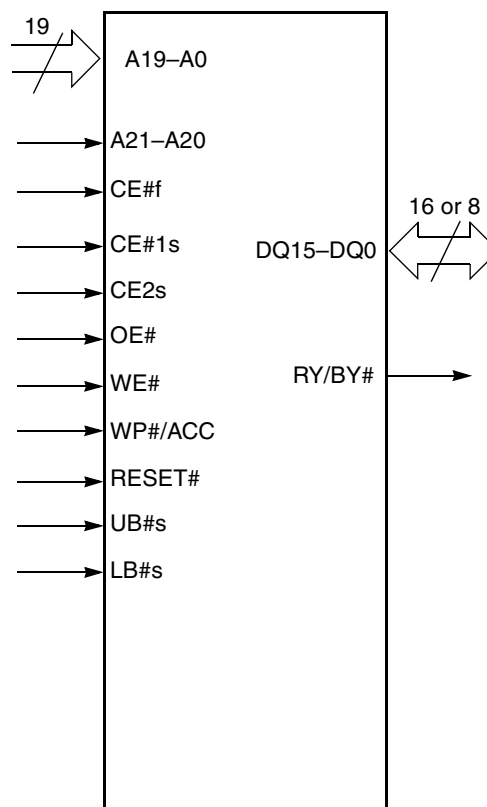 19
A19–A0
A21–A20
CE#f
16 or 8
CE#1s
DQ15–DQ0
CE2s
OE#
WE#
RY/BY#
WP#/ACC
RESET#
UB#s
LB#s